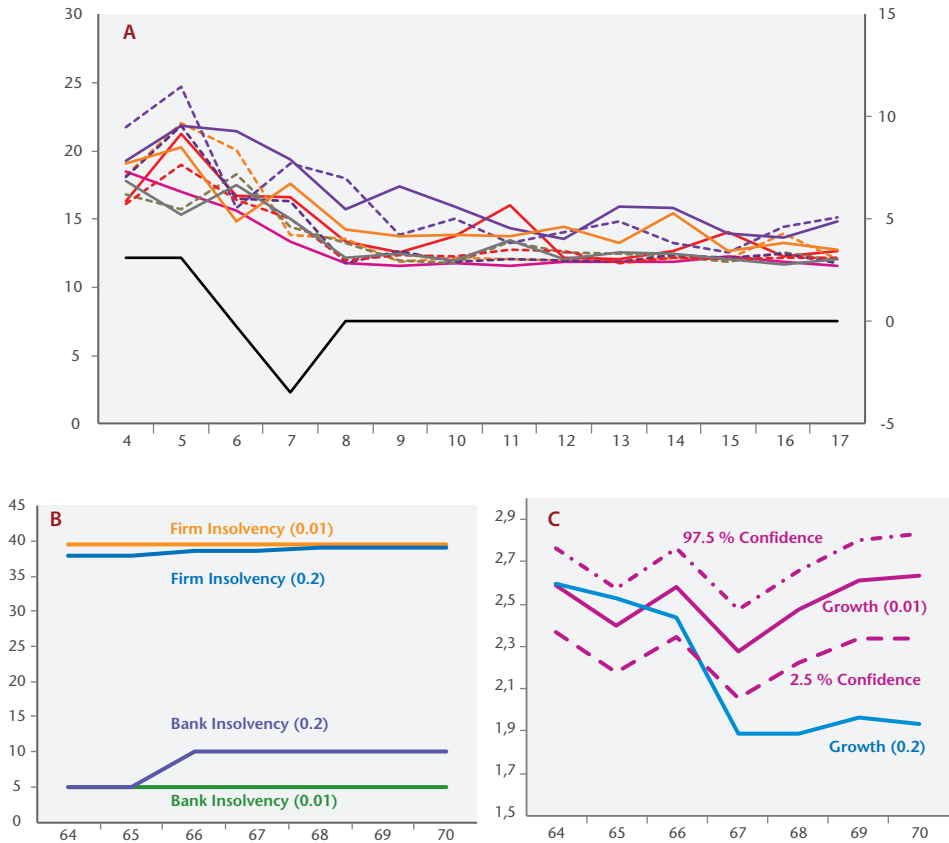 A
30
25
20
15
10
5
0
15
10
5
0
-5
4 5 6 7 8 9 10 11 12 13 14 15 16 17
B
45
40
35
30
25
20
15
10
5
0
Firm Insolvency (0.01)
Firm Insolvency (0.2)
Bank Insolvency (0.2)
Bank Insolvency (0.01)
64 65 66 67 68 69 70
C
2,9
2,7
2,5
2,3
2,1
1,9
1,7
1,5
97.5 % Confidence
Growth (0.01)
2.5 % Confidence
Growth (0.2)
64 65 66 67 68 69 70